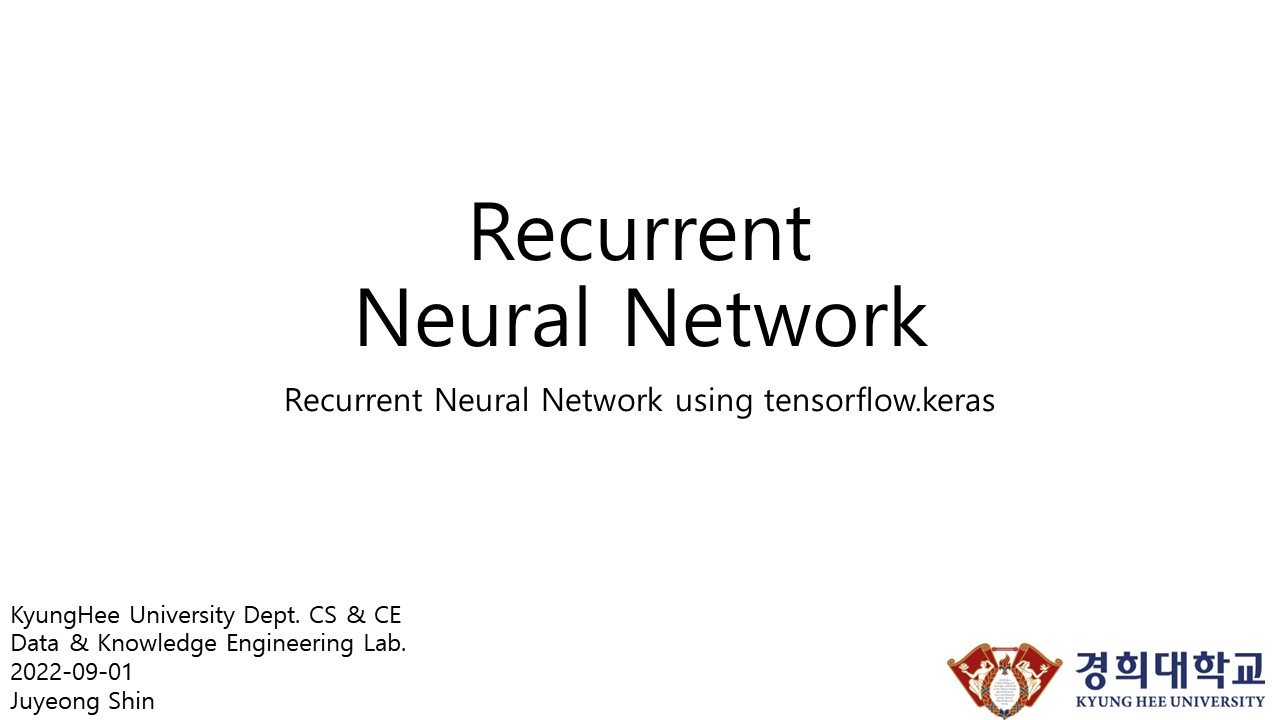 Recurrent
Neural Network
Recurrent Neural Network using tensorflow.keras
KyungHee University Dept. CS & CE
Data & Knowledge Engineering Lab.
2022-09-01
Juyeong Shin
경희대학교
KYUNG HEE UNIVERSITY